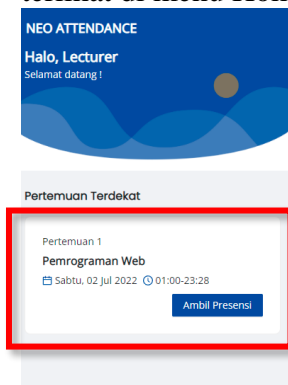 NEO ATTENDANCE
Halo, Lecturer
Selamat datang !
Pertemuan Terdekat
Pertemuan 1
Pemrograman Web
Sabtu, 02 Jul 2022 01:00-23:28
Ambil Presensi